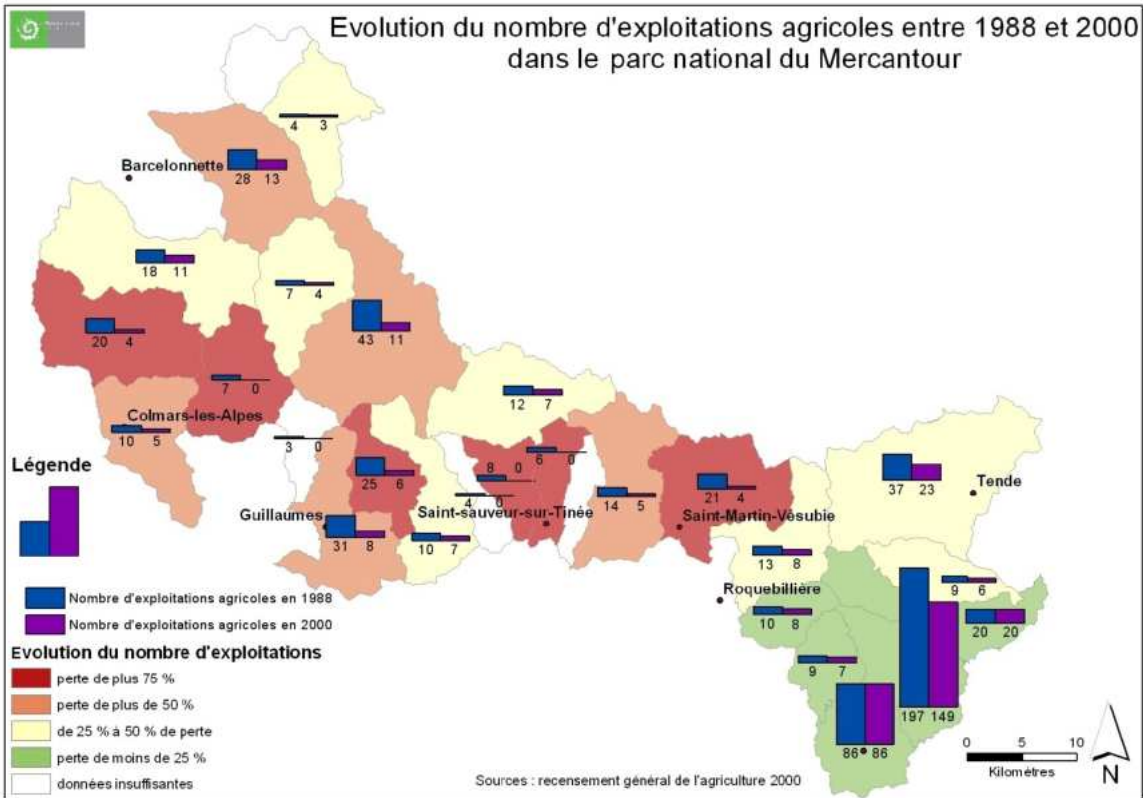 Evolution du nombre d'exploitations agricoles entre 1988 et 2000
dans le parc national du Mercantour
4 3
Barcelonnette
28 13
18 11
7 4
20 4
43 11
7 0
12 7
Colmars-les-Alpes
10 5
3 0
6 0
8 0
25 6
4 0
14 5
21 4
37 23
Tende
Guillaumes
31 8
Saint-sauveur-sur-Tinée
Saint-Martin-Vésubie
10 7
13 8
9 6
Roquebillière
10 8
20 20
9 7
197 149
86 86
Légende
Nombre d'exploitations agricoles en 1988
Nombre d'exploitations agricoles en 2000
Evolution du nombre d'exploitations
perte de plus 75 %
perte de plus de 50 %
de 25 % à 50 % de perte
perte de moins de 25 %
données insuffisantes
Sources : recensement général de l'agriculture 2000
0 5 10
Kilomètres
N